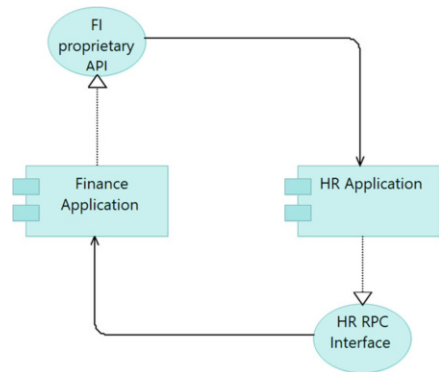 FI
proprietary
API
Finance
Application
HR Application
HR RPC
Interface